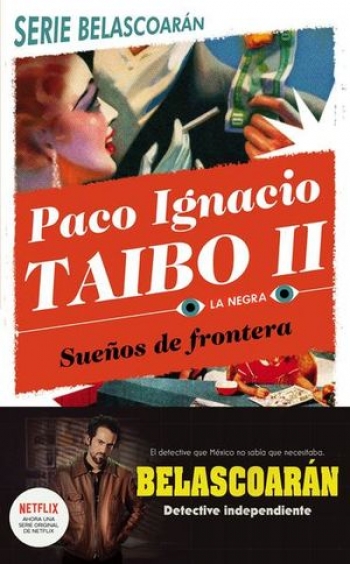 SERIE BELASCOARÁN
Paco Ignacio
TAIBO II
LA NEGRA
Sueños de frontera
El detective que México no sabía que necesitaba.
BELASCOARÁN
Detective independiente
NETFLIX
AHORA UNA
SERIE ORIGINAL
DE NETFLIX